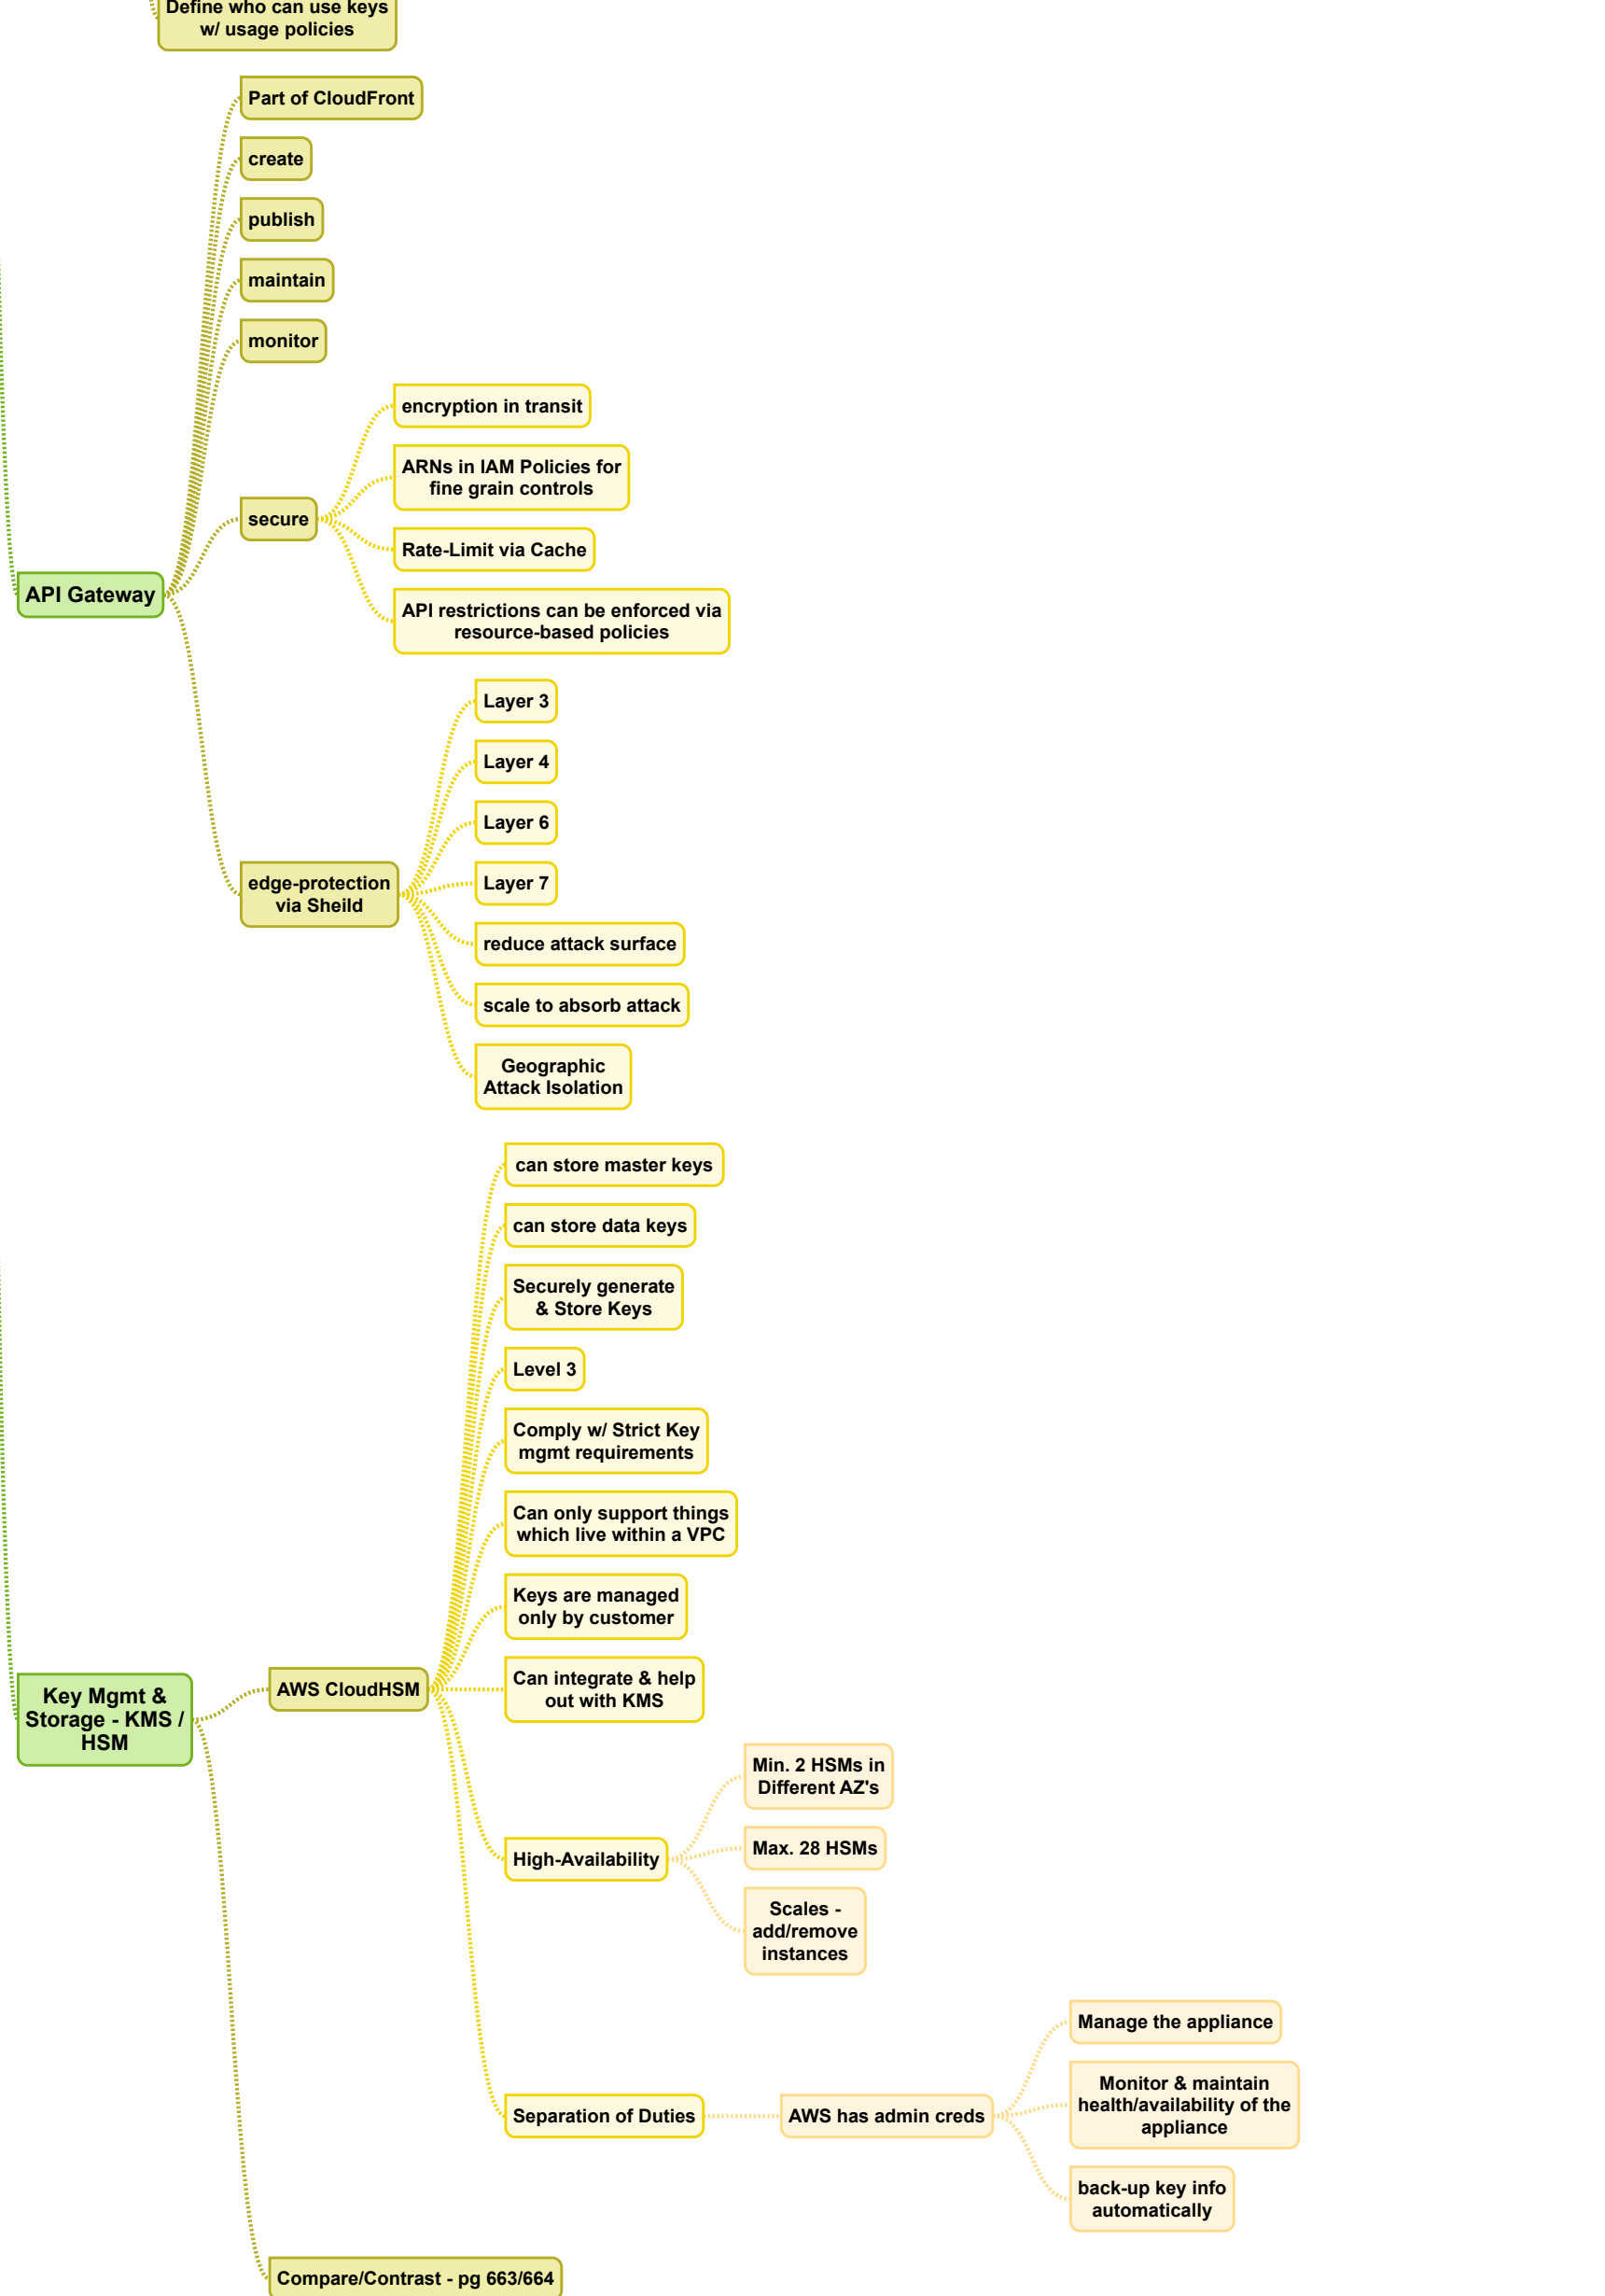 Define who can use keys
w/ usage policies
Part of CloudFront
create
publish
maintain
monitor
encryption in transit
ARNs in IAM Policies for
fine grain controls
secure
Rate-Limit via Cache
API Gateway
API restrictions can be enforced via
resource-based policies
Layer 3
Layer 4
Layer 6
edge-protection
via Sheild
Layer 7
reduce attack surface
scale to absorb attack
Geographic
Attack Isolation
can store master keys
can store data keys
Securely generate
& Store Keys
Level 3
Comply w/ Strict Key
mgmt requirements
Can only support things
which live within a VPC
Keys are managed
only by customer
Key Mgmt &
Storage - KMS /
HSM
AWS CloudHSM
Can integrate & help
out with KMS
High-Availability
Min. 2 HSMs in
Different AZ's
Max. 28 HSMs
Scales -
add/remove
instances
Separation of Duties
AWS has admin creds
Manage the appliance
Monitor & maintain
health/availability of the
appliance
back-up key info
automatically
Compare/Contrast - pg 663/664